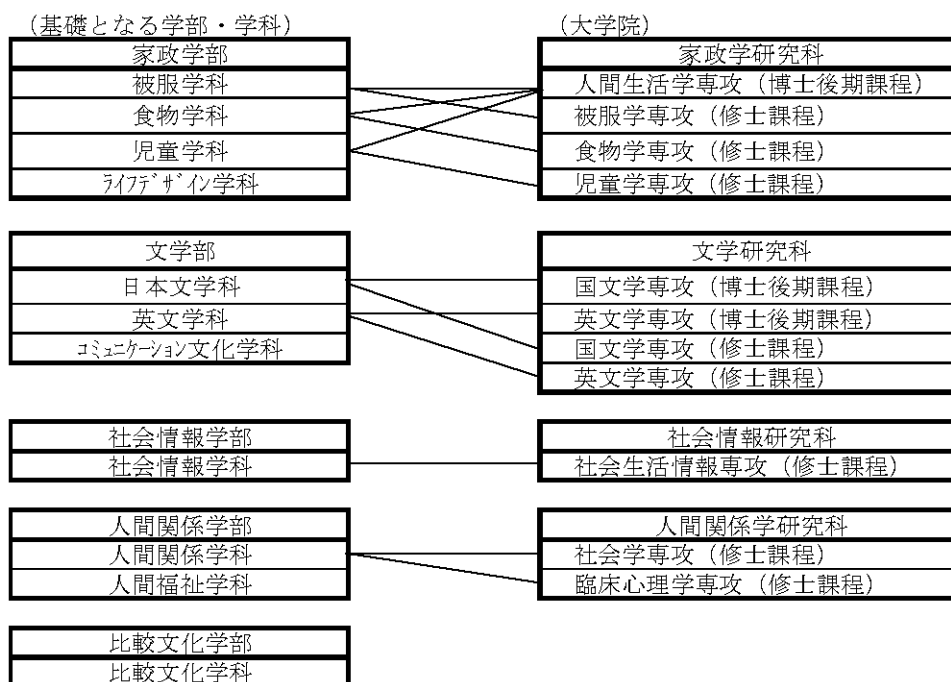 （基礎となる学部・学科）
（大学院）
家政学部
被服学科
食物学科
児童学科
ﾗｲﾌﾃﾞｻﾞｲﾝ学科
家政学研究科
人間生活学専攻（博士後期課程）
被服学専攻（修士課程）
食物学専攻（修士課程）
児童学専攻（修士課程）
文学部
日本文学科
英文学科
ｺﾐｭﾆｹｰｼｮﾝ文化学科
文学研究科
国文学専攻（博士後期課程）
英文学専攻（博士後期課程）
国文学専攻（修士課程）
英文学専攻（修士課程）
社会情報学部
社会情報学科
社会情報研究科
社会生活情報専攻（修士課程）
人間関係学部
人間関係学科
人間福祉学科
人間関係学研究科
社会学専攻（修士課程）
臨床心理学専攻（修士課程）
比較文化学部
比較文化学科